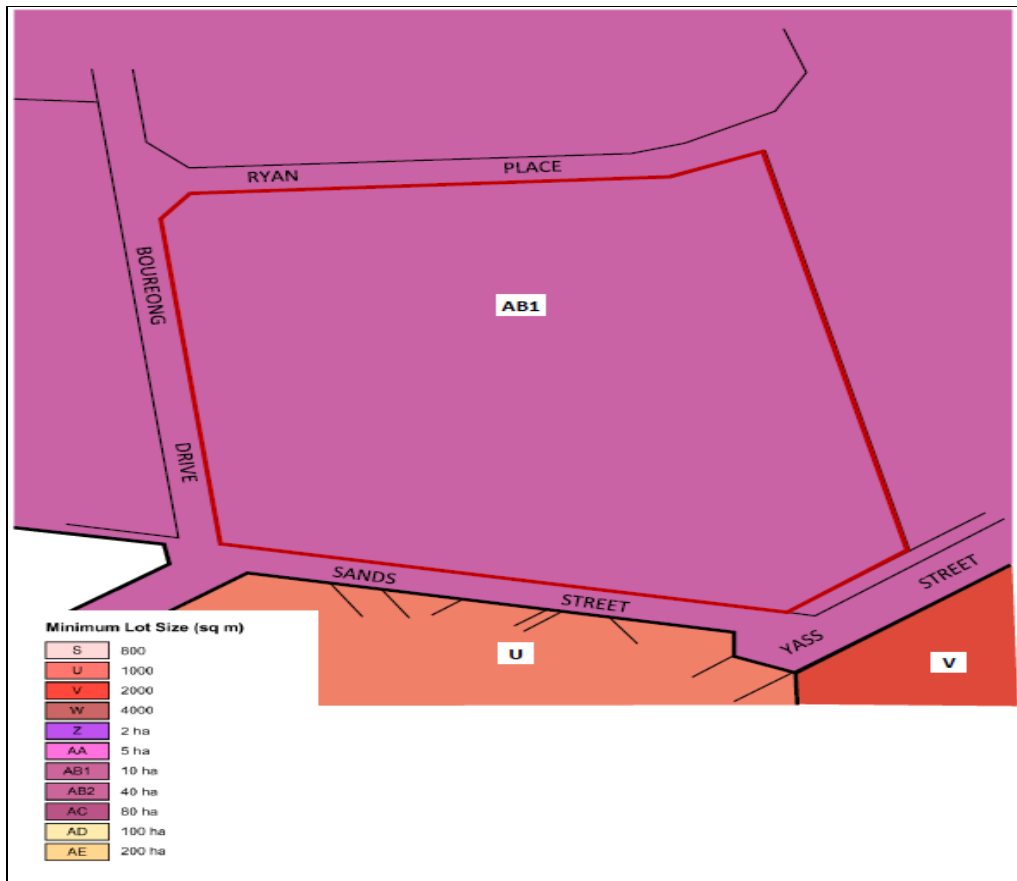 RYAN PLACE
BOUREONG
DRIVE
AB1
SANDS STREET
YASS STREET
U
V
Minimum Lot Size (sq m)
S 800
U 1000
V 2000
W 4000
Z 2 ha
AA 5 ha
AB1 10 ha
AB2 40 ha
AC 80 ha
AD 100 ha
AE 200 ha